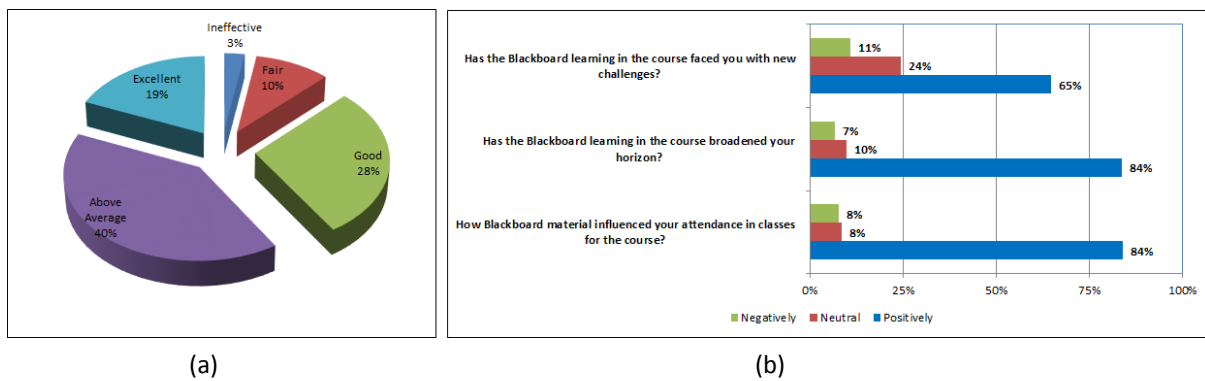 Ineffective
3%
Fair
10%
Good
28%
Above
Average
40%
Excellent
19%
(a)
Has the Blackboard learning in the course faced you with new
challenges?
11%
24%
65%
Has the Blackboard learning in the course broadened your
horizon?
7%
10%
84%
How Blackboard material influenced your attendance in classes
for the course?
8%
8%
84%
0% 25% 50% 75% 100%
Negatively Neutral Positively
(b)